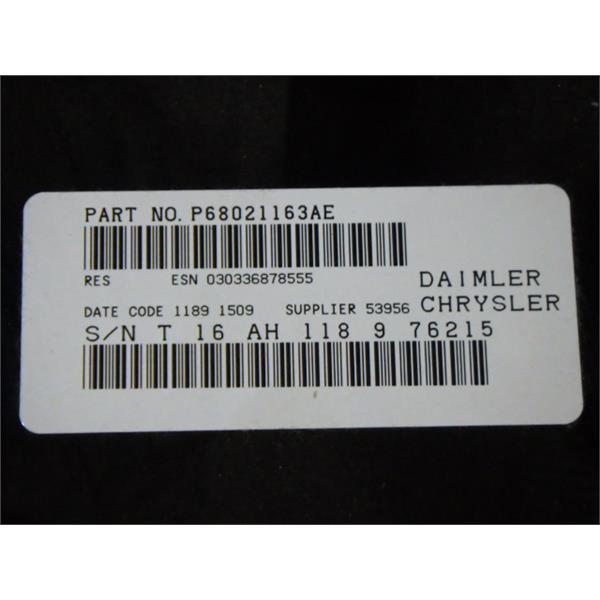 PART NO. P68021163AE
RES ESN 030336878555
DAIMLER
DATE CODE 1189 1509 SUPPLIER 53956
CHRYSLER
S/N T 16 AH 118 9 76215